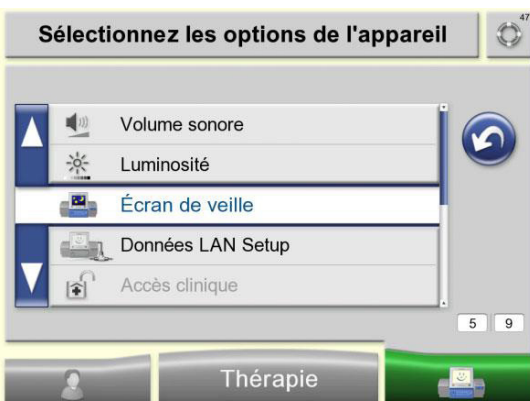 Sélectionnez les options de l'appareil
47
Volume sonore
Luminosité
Écran de veille
Données LAN Setup
Accès clinique
5 9
Thérapie